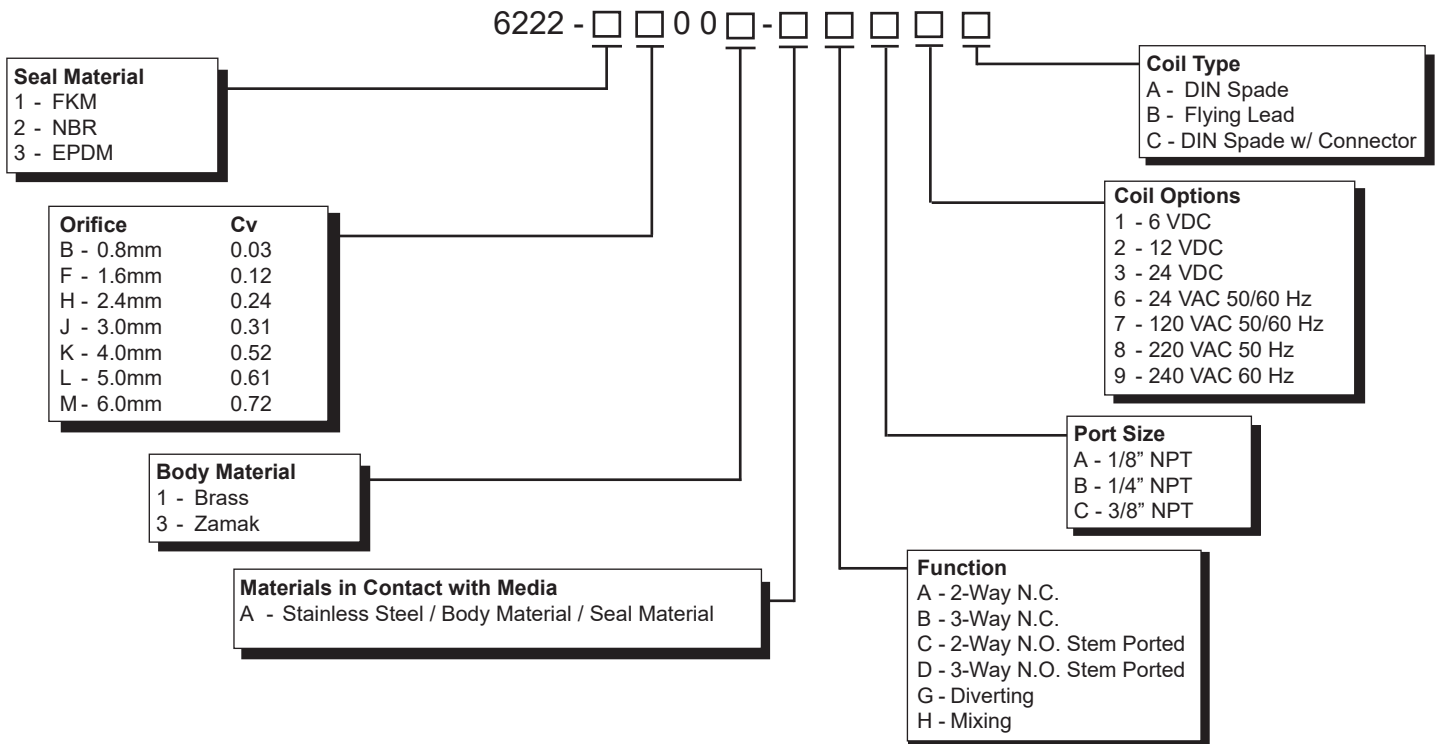 6222 - □ □ 0 0 □ - □ □ □ □ □
Seal Material
1 - FKM
2 - NBR
3 - EPDM
Orifice Cv
B - 0.8mm 0.03
F - 1.6mm 0.12
H - 2.4mm 0.24
J - 3.0mm 0.31
K - 4.0mm 0.52
L - 5.0mm 0.61
M - 6.0mm 0.72
Body Material
1 - Brass
3 - Zamak
Materials in Contact with Media
A - Stainless Steel / Body Material / Seal Material
Coil Type
A - DIN Spade
B - Flying Lead
C - DIN Spade w/ Connector
Coil Options
1 - 6 VDC
2 - 12 VDC
3 - 24 VDC
6 - 24 VAC 50/60 Hz
7 - 120 VAC 50/60 Hz
8 - 220 VAC 50 Hz
9 - 240 VAC 60 Hz
Port Size
A - 1/8” NPT
B - 1/4” NPT
C - 3/8” NPT
Function
A - 2-Way N.C.
B - 3-Way N.C.
C - 2-Way N.O. Stem Ported
D - 3-Way N.O. Stem Ported
G - Diverting
H - Mixing